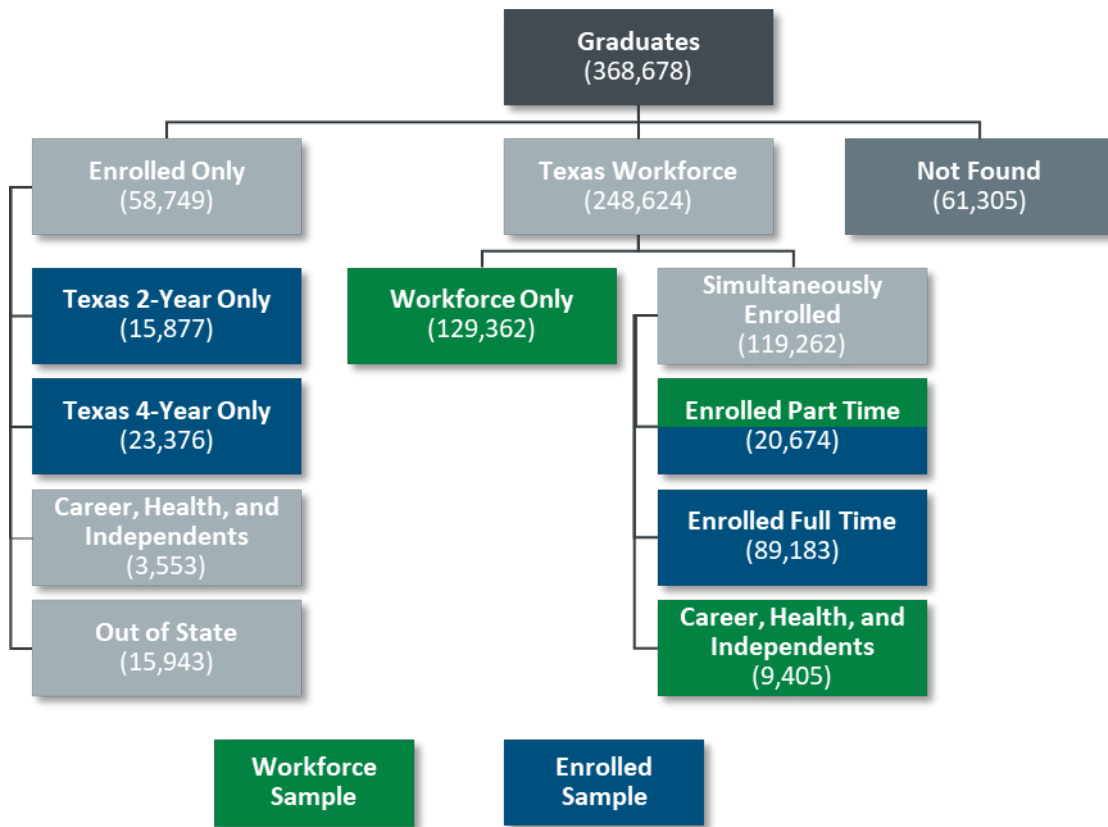 Graduates
(368,678)
Enrolled Only
(58,749)
Texas Workforce
(248,624)
Not Found
(61,305)
Texas 2-Year Only
(15,877)
Texas 4-Year Only
(23,376)
Career, Health, and
Independents
(3,553)
Out of State
(15,943)
Workforce Only
(129,362)
Simultaneously
Enrolled
(119,262)
Enrolled Part Time
(20,674)
Enrolled Full Time
(89,183)
Career, Health, and
Independents
(9,405)
Workforce
Sample
Enrolled
Sample